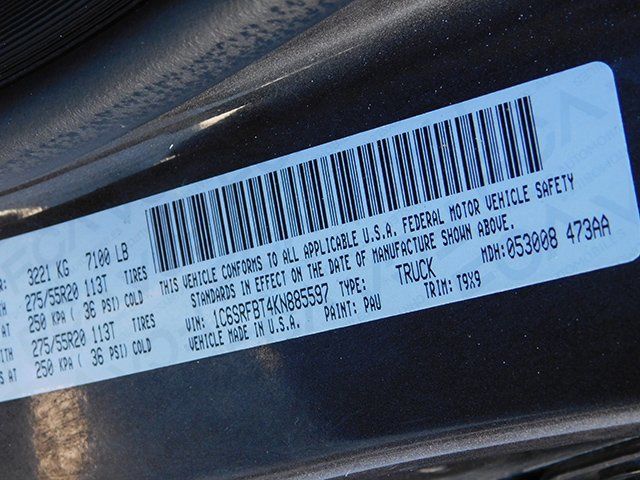 3221 KG 7100 LB
275/55R20 113T TIRES
250 KPA ( 36 PSI) COLD
275/55R20 113T TIRES
AT 250 KPA ( 36 PSI) COLD
THIS VEHICLE CONFORMS TO ALL APPLICABLE U.S.A. FEDERAL MOTOR VEHICLE SAFETY
STANDARDS IN EFFECT ON THE DATE OF MANUFACTURE SHOWN ABOVE.
VIN: 1C6SRFBT4KN885597 TYPE: TRUCK MDH: 053008 473AA
VEHICLE MADE IN U.S.A. PAINT: PAU TRIM: T9X9